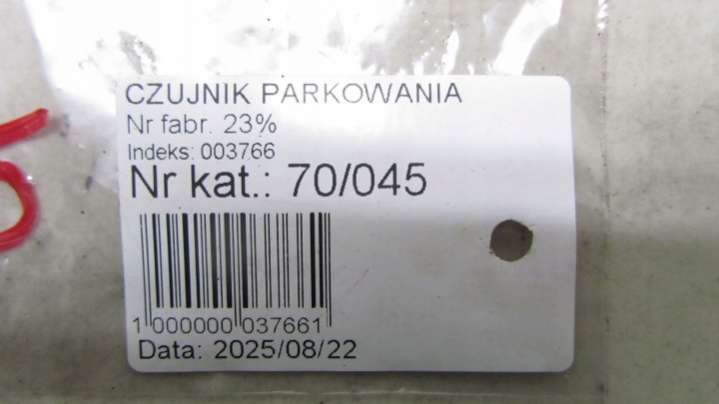 CZUJNIK PARKOWANIA
Nr fabr. 23%
Indeks: 003766
Nr kat.: 70/045
1 000000 037661
Data: 2025/08/22